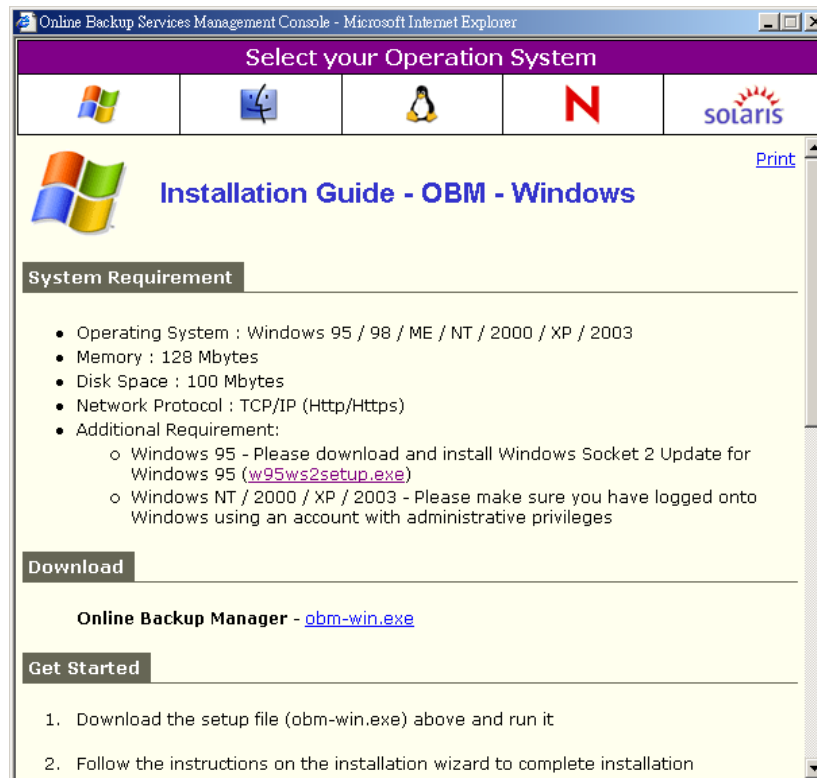 Online Backup Services Management Console - Microsoft Internet Explorer
Select your Operation System
N
solaris
Print
Installation Guide - OBM - Windows
System Requirement
Operating System : Windows 95 / 98 / ME / NT / 2000 / XP / 2003
Memory : 128 Mbytes
Disk Space : 100 Mbytes
Network Protocol : TCP/IP (Http/Https)
Additional Requirement:
Windows 95 - Please download and install Windows Socket 2 Update for
Windows 95 (w95ws2setup.exe)
Windows NT / 2000 / XP / 2003 - Please make sure you have logged onto
Windows using an account with administrative privileges
Download
Online Backup Manager - obm-win.exe
Get Started
1. Download the setup file (obm-win.exe) above and run it
2. Follow the instructions on the installation wizard to complete installation